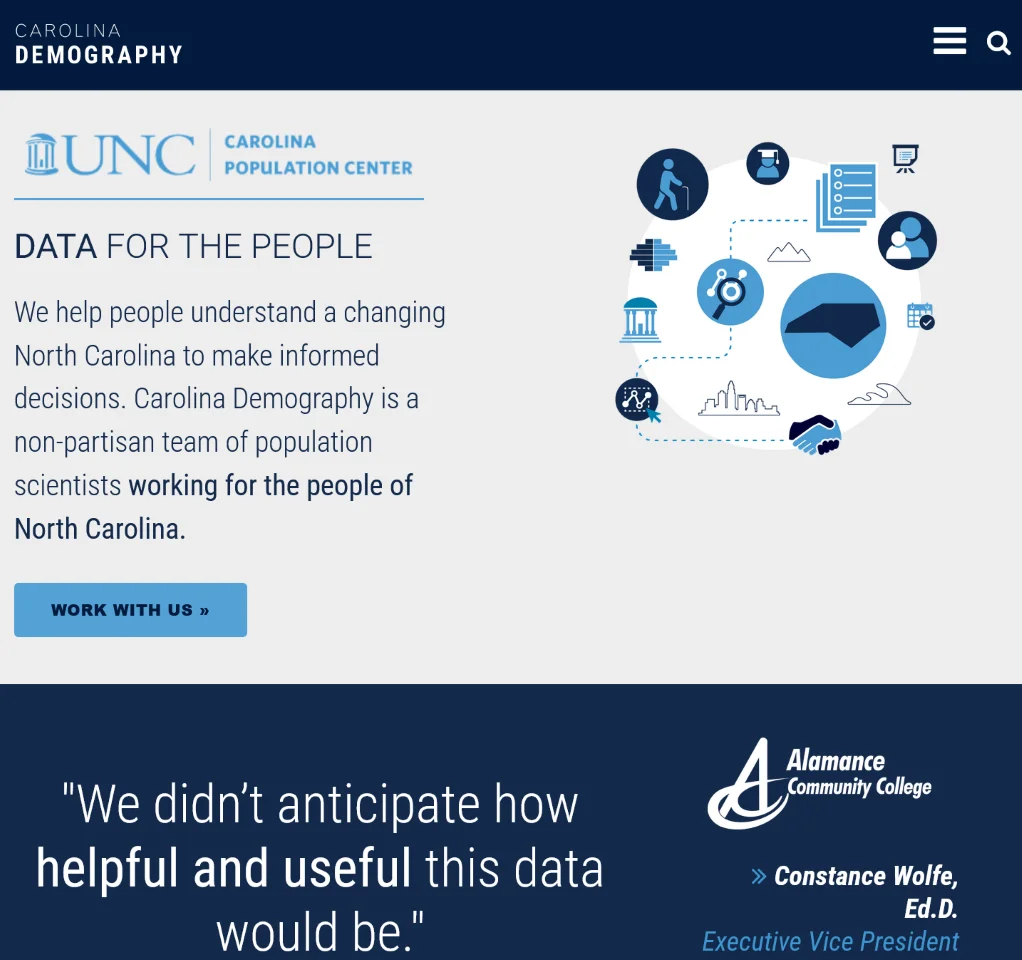 CAROLINA
DEMOGRAPHY
UNC
CAROLINA
POPULATION CENTER
DATA FOR THE PEOPLE
We help people understand a changing
North Carolina to make informed
decisions. Carolina Demography is a
non-partisan team of population
scientists working for the people of
North Carolina.
WORK WITH US »
"We didn’t anticipate how
helpful and useful this data
would be."
Alamance
Community College
» Constance Wolfe,
Ed.D.
Executive Vice President